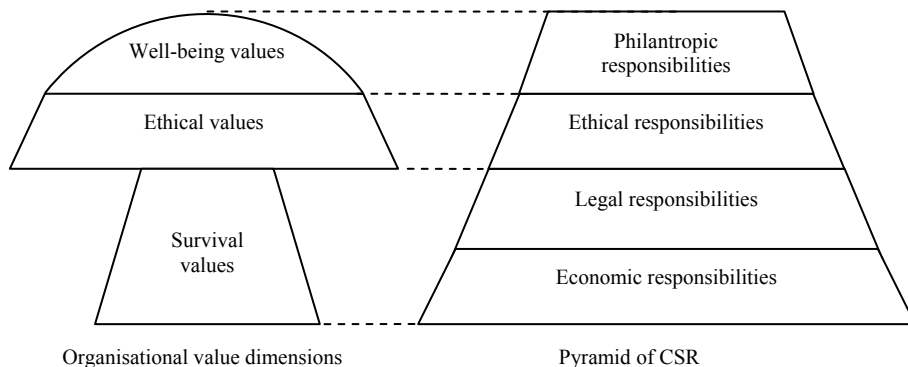 Well-being values
Ethical values
Survival
values
Organisational value dimensions
Philantropic
responsibilities
Ethical responsibilities
Legal responsibilities
Economic responsibilities
Pyramid of CSR